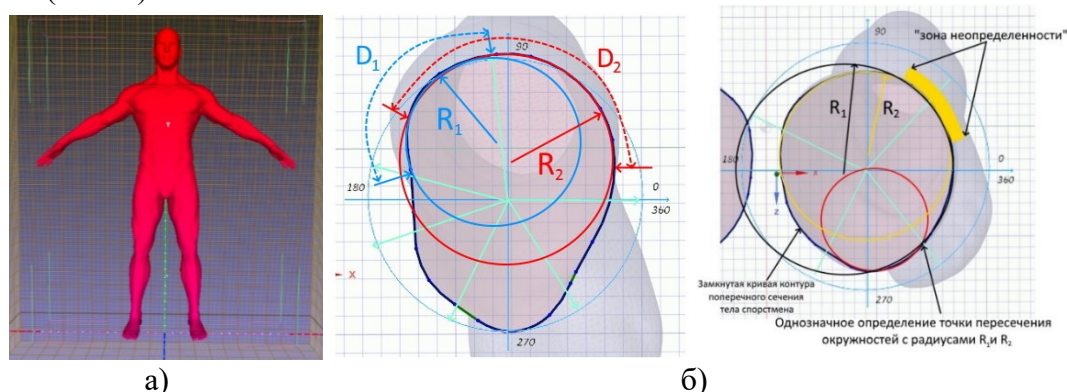 90
D₁
D₂
R₁
R₂
180
0
360
x
270
"зона неопределенности"
90
R₁
R₂
180
0
360
x
z
Замкнутая кривая контура
поперечного сечения
тела спортсмена
270
Однозначное определение точки пересечения
окружностей с радиусами R₁и R₂
а)
б)